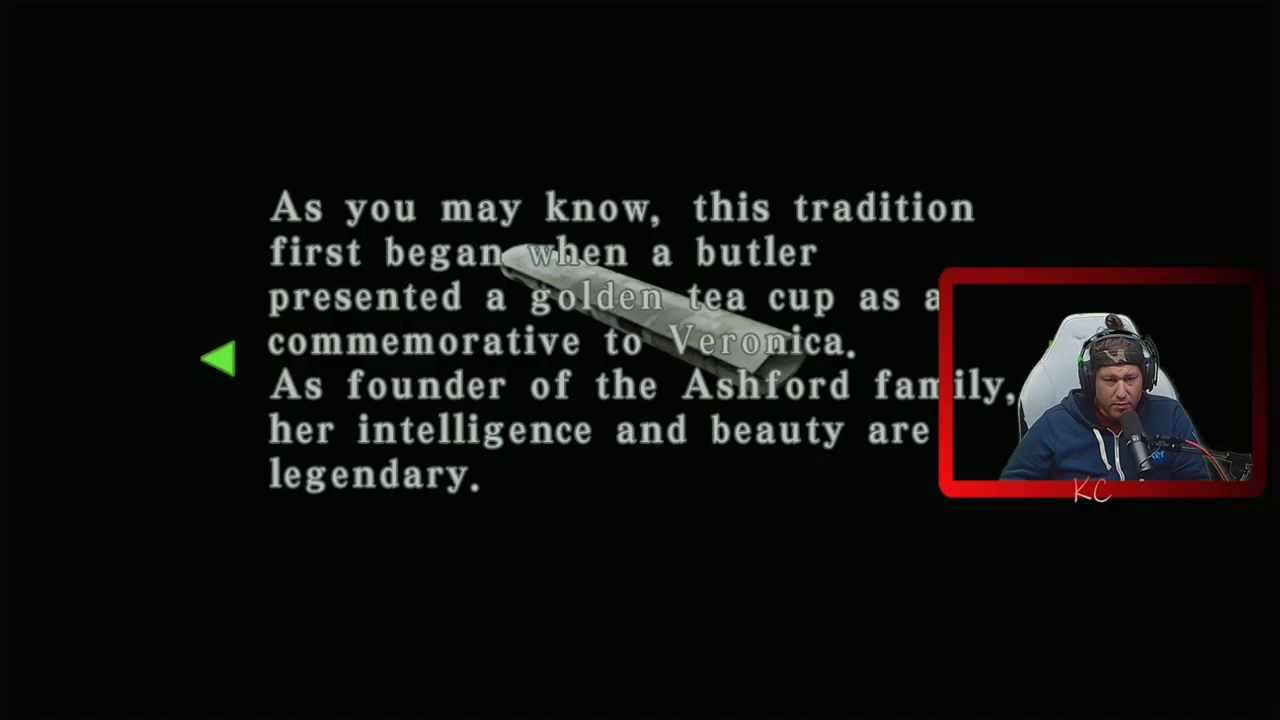 As you may know, this tradition
first began when a butler
presented a golden tea cup as a
commemorative to Veronica.
As founder of the Ashford family,
her intelligence and beauty are
legendary.
KC